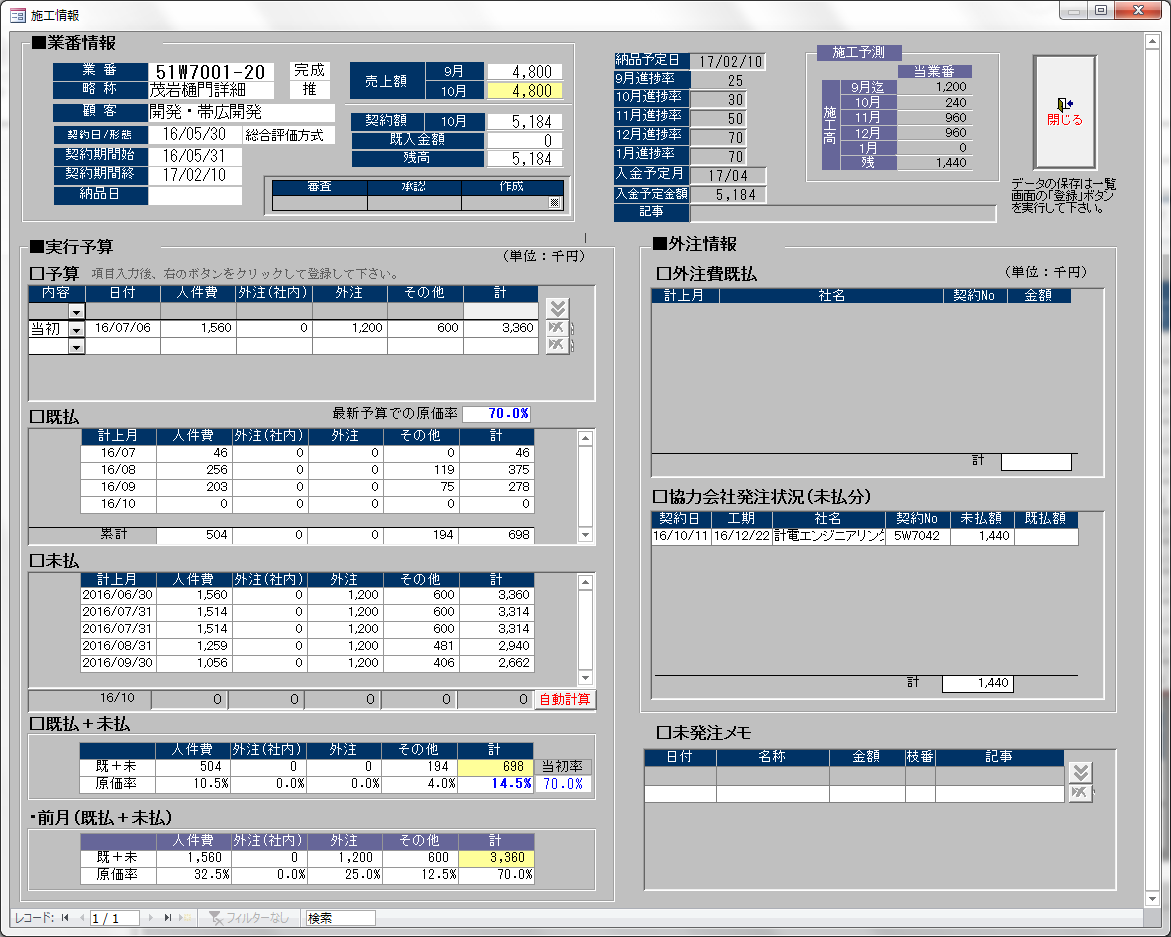 施工情報
■業番情報
業 番 51W7001-20 完成
略 称 茂岩樋門詳細 推
顧 客 開発・帯広開発
契約日/形態 16/05/30 総合評価方式
契約期間始 16/05/31
契約期間終 17/02/10
納品日
売上額 9月 4,800
10月 4,800
契約額 10月 5,184
既入金額 0
残高 5,184
審査 承認 作成
納品予定日 17/02/10
9月進捗率 25
10月進捗率 30
11月進捗率 50
12月進捗率 70
1月進捗率 70
入金予定月 17/04
入金予定金額 5,184
記事
施工予測
当業番
施工高
9月迄 1,200
10月 240
11月 960
12月 960
1月 0
残 1,440
閉じる
データの保存は一覧
画面の「登録」ボタン
を実行して下さい。
■実行予算
(単位：千円)
□予算 項目入力後、右のボタンをクリックして登録して下さい。
内容 日付 人件費 外注(社内) 外注 その他 計
当初 16/07/06 1,560 0 1,200 600 3,360
最新予算での原価率 70.0%
□既払
計上月 人件費 外注(社内) 外注 その他 計
16/07 46 0 0 0 46
16/08 256 0 0 119 375
16/09 203 0 0 75 278
16/10 0 0 0 0 0
累計 504 0 0 194 698
□未払
計上月 人件費 外注(社内) 外注 その他 計
2016/06/30 1,560 0 1,200 600 3,360
2016/07/31 1,514 0 1,200 600 3,314
2016/07/31 1,514 0 1,200 600 3,314
2016/08/31 1,259 0 1,200 481 2,940
2016/09/30 1,056 0 1,200 406 2,662
16/10 0 0 0 0 0 自動計算
□既払＋未払
人件費 外注(社内) 外注 その他 計
既＋未 504 0 0 194 698 当初率
原価率 10.5% 0.0% 0.0% 4.0% 14.5% 70.0%
・前月(既払＋未払)
人件費 外注(社内) 外注 その他 計
既＋未 1,560 0 1,200 600 3,360
原価率 32.5% 0.0% 25.0% 12.5% 70.0%
■外注情報
□外注費既払 (単位：千円)
計上月 社名 契約No 金額
計
□協力会社発注状況(未払分)
契約日 工期 社名 契約No 未払額 既払額
16/10/11 16/12/22 計電エンジニアリング 5W7042 1,440
計 1,440
□未発注メモ
日付 名称 金額 枝番 記事
レコード: 1 / 1 フィルターなし 検索